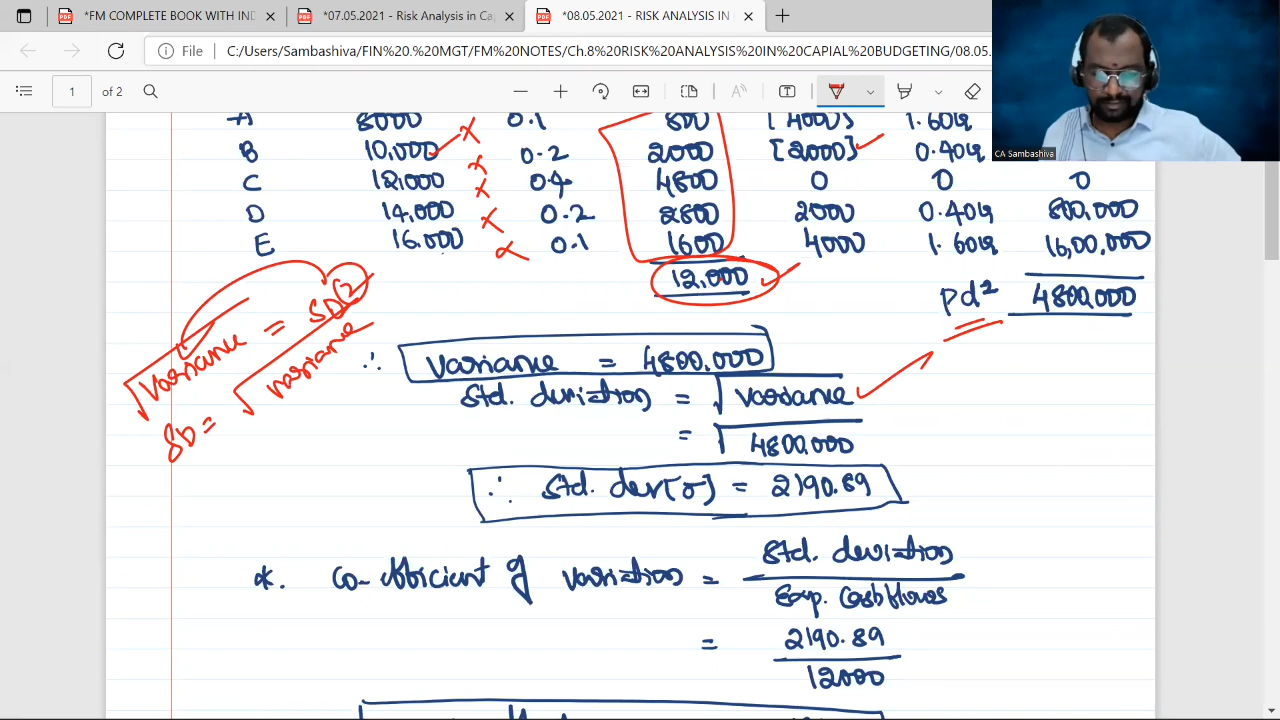 *FM COMPLETE BOOK WITH IND
*07.05.2021 - Risk Analysis in Ca
*08.05.2021 - RISK ANALYSIS IN
File C:/Users/Sambashiva/FIN%20.%20MGT/FM%20NOTES/Ch.8%20RISK%20ANALYSIS%20IN%20CAPIAL%20BUDGETING/08.05.
1 of 2
CA Sambashiva
A 8000 0.1 800 [4000] 1.60la
B 10,000 × 0.2 2000 [2000] 0.40la
C 12,000 × 0.4 4800 0 0 0
D 14,000 × 0.2 2800 2000 0.40la 800,000
E 16,000 × 0.1 1600 4000 1.60la 16,00,000
12,000
pd² 4800,000
√variance = SD²
SD = √variance
∴ Variance = 4800,000
Std. deviation = √variance
= √4800,000
∴ Std. dev(σ) = 2190.89
*. Co-efficient of variation = Std. deviation
Exp. Cashflows
= 2190.89
12000